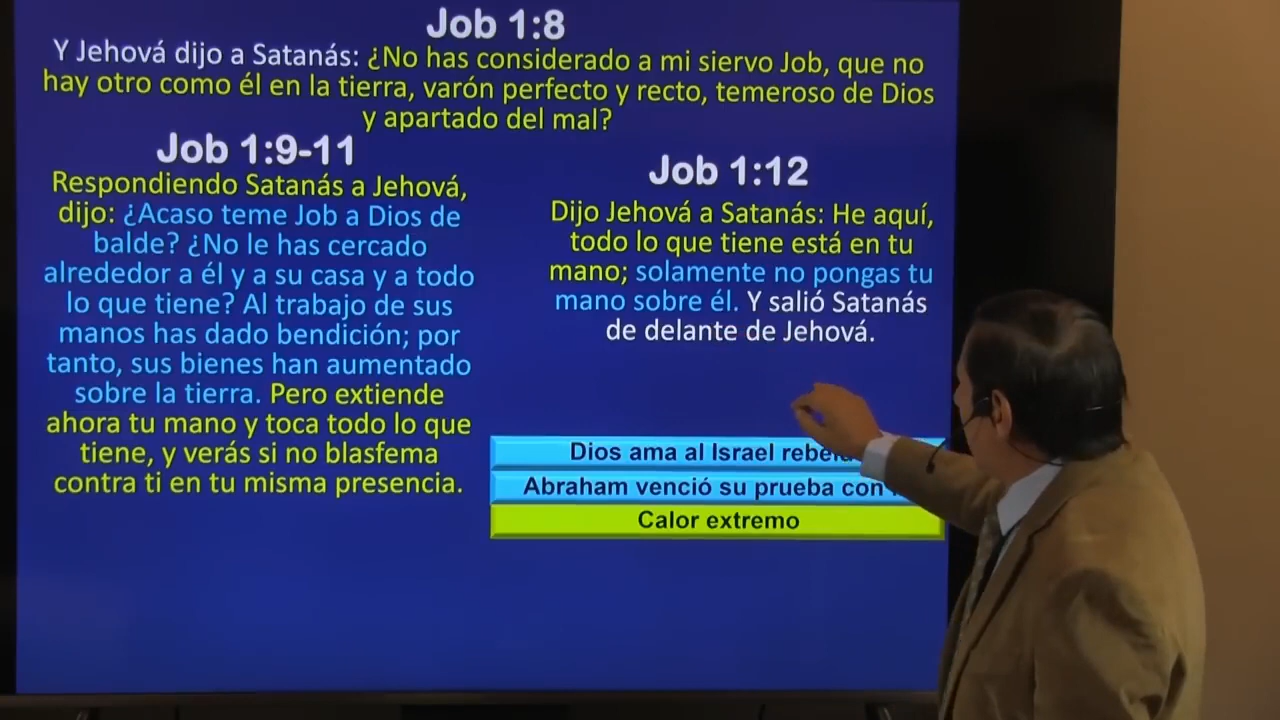 Job 1:8
Y Jehová dijo a Satanás: ¿No has considerado a mi siervo Job, que no
hay otro como él en la tierra, varón perfecto y recto, temeroso de Dios
y apartado del mal?
Job 1:9-11
Respondiendo Satanás a Jehová,
dijo: ¿Acaso teme Job a Dios de
balde? ¿No le has cercado
alrededor a él y a su casa y a todo
lo que tiene? Al trabajo de sus
manos has dado bendición; por
tanto, sus bienes han aumentado
sobre la tierra. Pero extiende
ahora tu mano y toca todo lo que
tiene, y verás si no blasfema
contra ti en tu misma presencia.
Job 1:12
Dijo Jehová a Satanás: He aquí,
todo lo que tiene está en tu
mano; solamente no pongas tu
mano sobre él. Y salió Satanás
de delante de Jehová.
Dios ama al Israel
Abraham venció su prueba con
Calor extremo